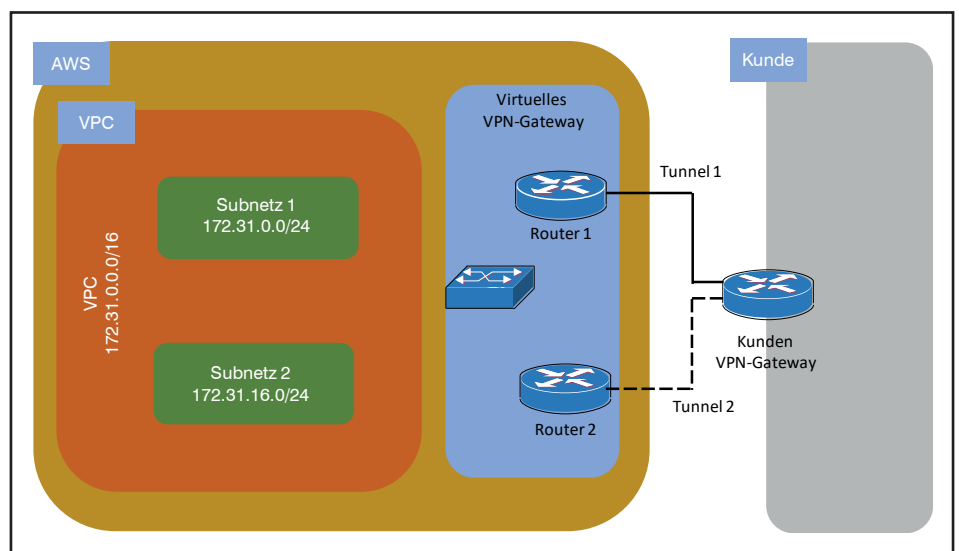 AWS
Kunde
VPC
Virtuelles
VPN-Gateway
Tunnel 1
Subnetz 1
172.31.0.0/24
Router 1
VPC
172.31.0.0/16
Kunden
VPN-Gateway
Subnetz 2
172.31.16.0/24
Tunnel 2
Router 2